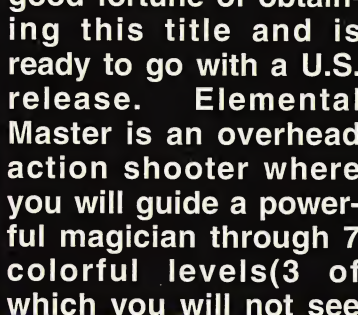 good fortune of obtain-
ing this title and is
ready to go with a U.S.
release. Elemental
Master is an overhead
action shooter where
you will guide a power-
ful magician through 7
colorful levels(3 of
which you will not see